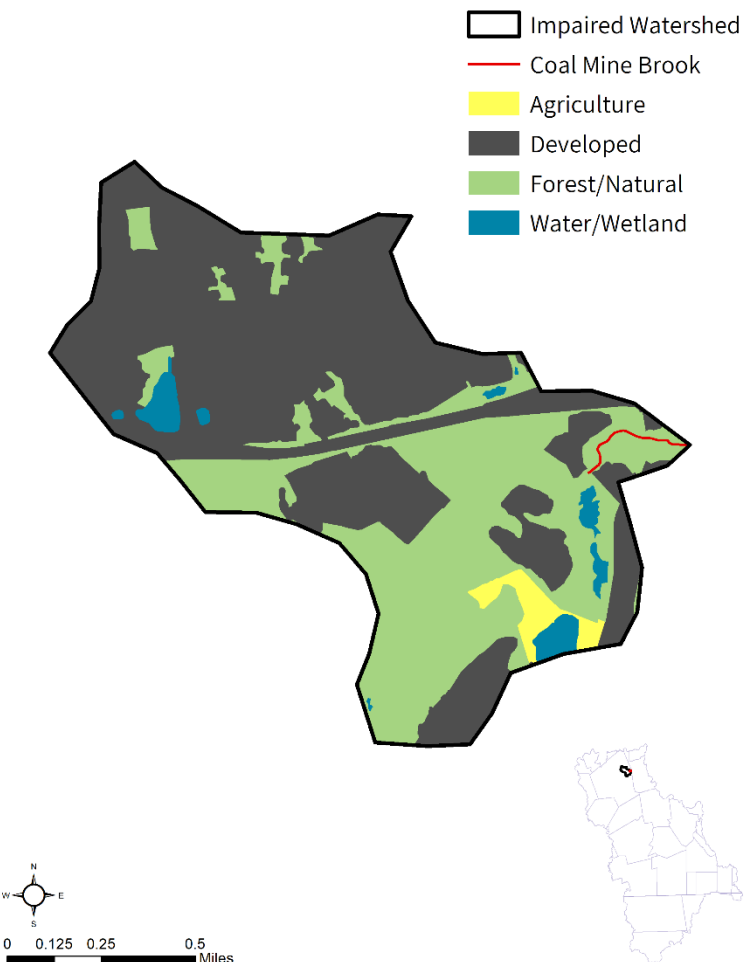 Impaired Watershed
Coal Mine Brook
Agriculture
Developed
Forest/Natural
Water/Wetland
N
W E
S
0 0.125 0.25 0.5
Miles